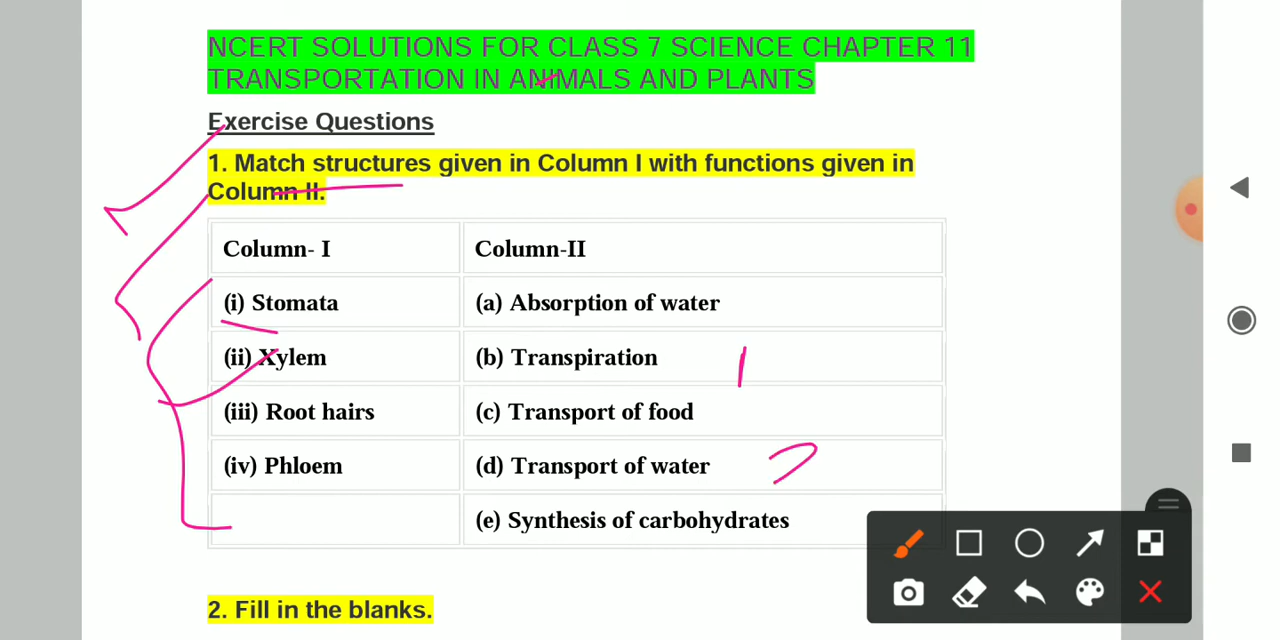 NCERT SOLUTIONS FOR CLASS 7 SCIENCE CHAPTER 11
TRANSPORTATION IN ANIMALS AND PLANTS
Exercise Questions
1. Match structures given in Column I with functions given in
Column II.
Column- I Column-II
(i) Stomata (a) Absorption of water
(ii) Xylem (b) Transpiration 1
(iii) Root hairs (c) Transport of food
(iv) Phloem (d) Transport of water 2
(e) Synthesis of carbohydrates
2. Fill in the blanks.